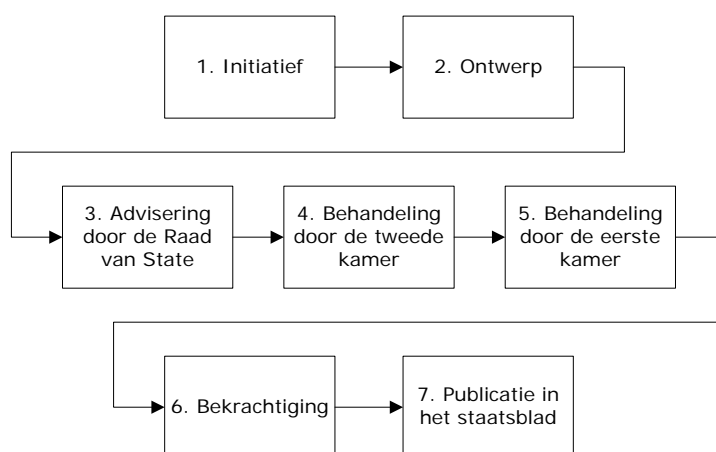 1. Initiatief
2. Ontwerp
3. Advisering
door de Raad
van State
4. Behandeling
door de tweede
kamer
5. Behandeling
door de eerste
kamer
6. Bekrachtiging
7. Publicatie in
het staatsblad